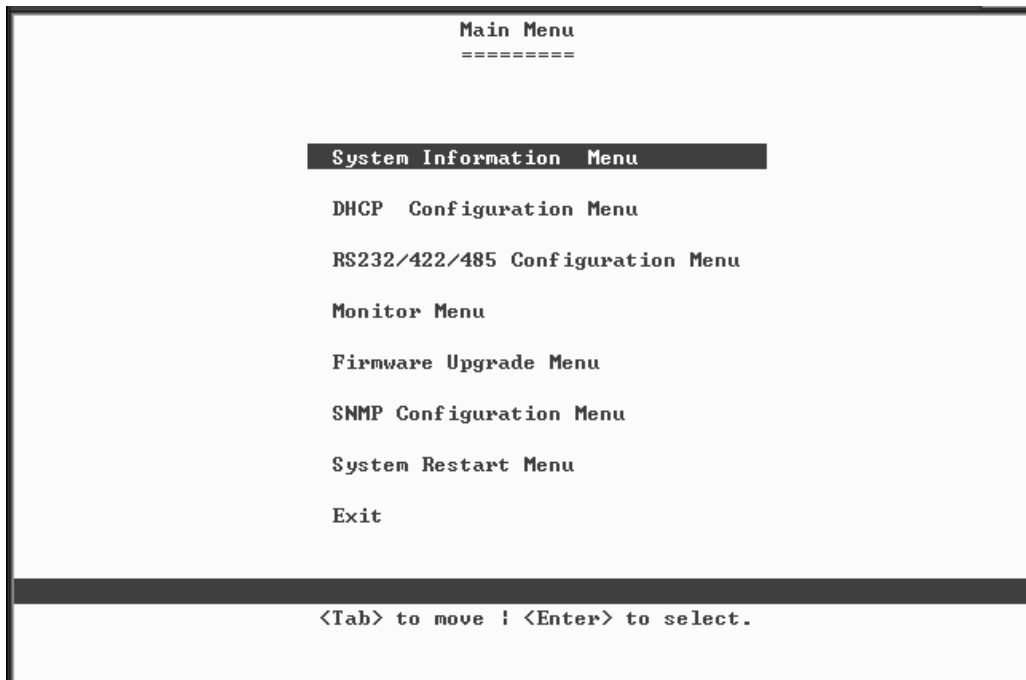 Main Menu
=========
System Information  Menu
DHCP  Configuration Menu
RS232/422/485 Configuration Menu
Monitor Menu
Firmware Upgrade Menu
SNMP Configuration Menu
System Restart Menu
Exit
<Tab> to move ¦ <Enter> to select.